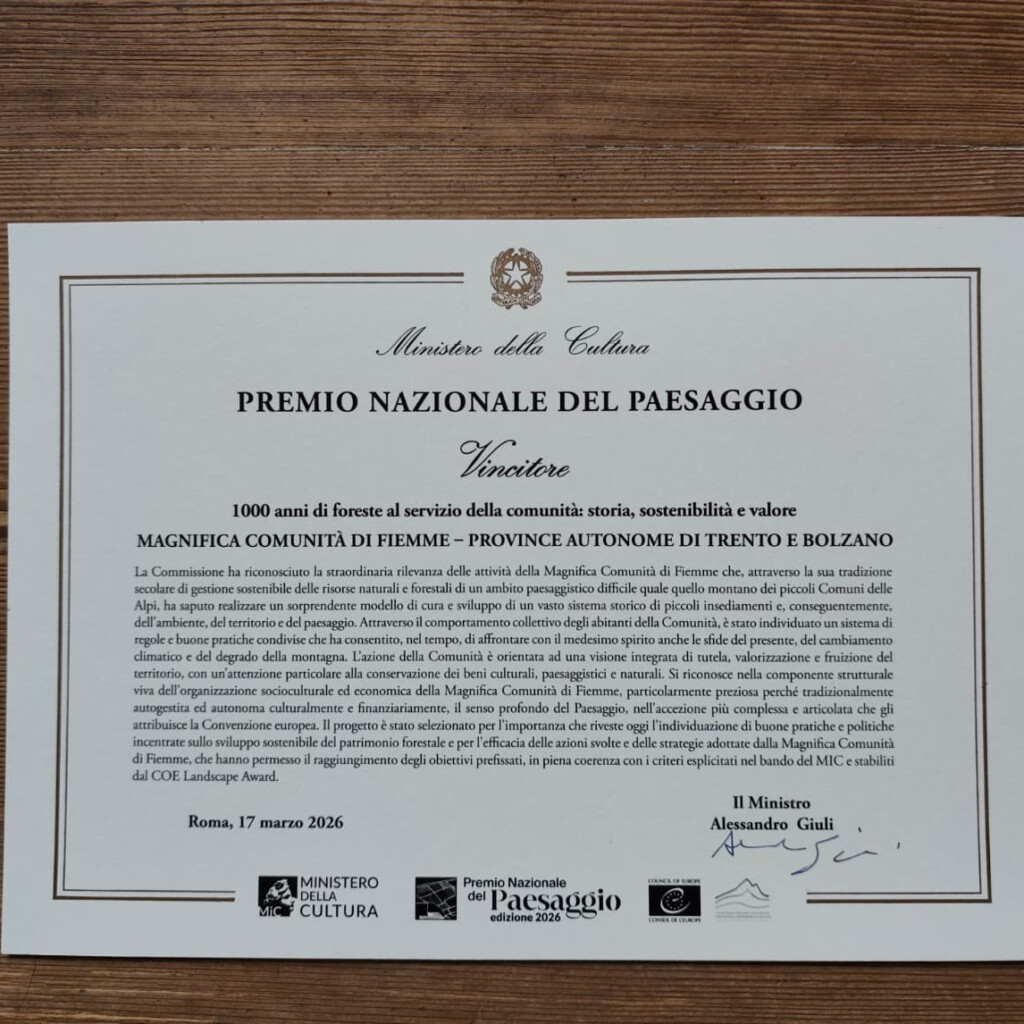 Ministero della Cultura
PREMIO NAZIONALE DEL PAESAGGIO
Vincitore
1000 anni di foreste al servizio della comunità: storia, sostenibilità e valore
MAGNIFICA COMUNITÀ DI FIEMME – PROVINCE AUTONOME DI TRENTO E BOLZANO
La Commissione ha riconosciuto la straordinaria rilevanza delle attività della Magnifica Comunità di Fiemme che, attraverso la sua tradizione
secolare di gestione sostenibile delle risorse naturali e forestali di un ambito paesaggistico difficile quale quello montano dei piccoli Comuni delle
Alpi, ha saputo realizzare un sorprendente modello di cura e sviluppo di un vasto sistema storico di piccoli insediamenti e, conseguentemente,
dell'ambiente, del territorio e del paesaggio. Attraverso il comportamento collettivo degli abitanti della Comunità, è stato individuato un sistema di
regole e buone pratiche condivise che ha consentito, nel tempo, di affrontare con il medesimo spirito anche le sfide del presente, del cambiamento
climatico e del degrado della montagna. L'azione della Comunità è orientata ad una visione integrata di tutela, valorizzazione e fruizione del
territorio, con un'attenzione particolare alla conservazione dei beni culturali, paesaggistici e naturali. Si riconosce nella componente strutturale
viva dell'organizzazione socioculturale ed economica della Magnifica Comunità di Fiemme, particolarmente preziosa perché tradizionalmente
autogestita ed autonoma culturalmente e finanziariamente, il senso profondo del Paesaggio, nell'accezione più complessa e articolata che gli
attribuisce la Convenzione europea. Il progetto è stato selezionato per l'importanza che riveste oggi l'individuazione di buone pratiche e politiche
incentrate sullo sviluppo sostenibile del patrimonio forestale e per l'efficacia delle azioni svolte e delle strategie adottate dalla Magnifica Comunità
di Fiemme, che hanno permesso il raggiungimento degli obiettivi prefissati, in piena coerenza con i criteri esplicitati nel bando del MIC e stabiliti
dal COE Landscape Award.
Roma, 17 marzo 2026
Il Ministro
Alessandro Giuli
MiC
MINISTERO
DELLA
CULTURA
Premio Nazionale
del Paesaggio
edizione 2026
COUNCIL OF EUROPE
CONSEIL DE L'EUROPE